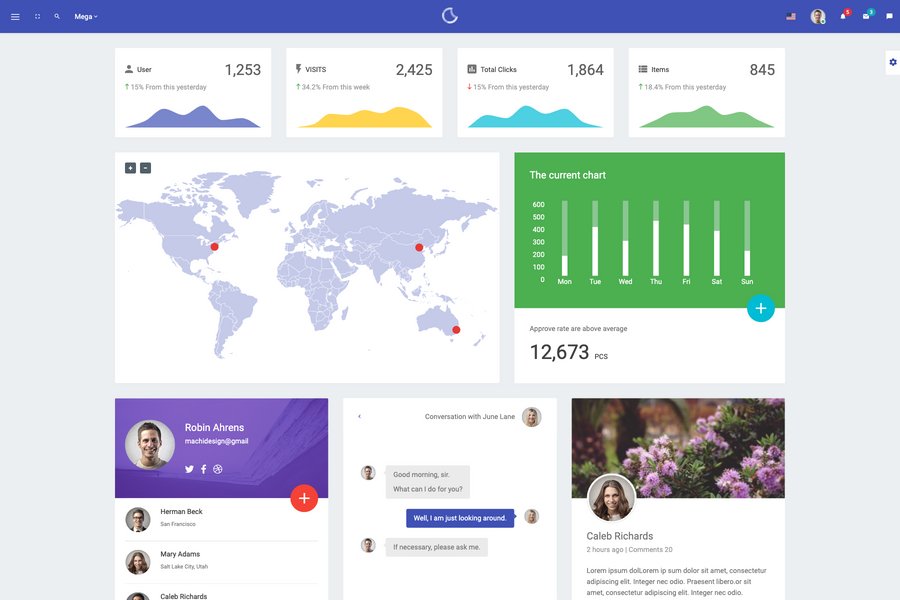 Mega
5
3
User
1,253
15% From this yesterday
VISITS
2,425
34.2% From this week
Total Clicks
1,864
15% From this yesterday
Items
845
18.4% From this yesterday
+
-
The current chart
600
500
400
300
200
100
0
Mon Tue Wed Thu Fri Sat Sun
+
Approve rate are above average
12,673 PCS
Robin Ahrens
machidesign@gmail
+
Herman Beck
San Francisco
Mary Adams
Salt Lake City, Utah
Caleb Richards
Conversation with June Lane
Good morning, sir.
What can I do for you?
Well, I am just looking around.
If necessary, please ask me.
Caleb Richards
2 hours ago | Comments 20
Lorem ipsum dolLorem ip sum dolor sit amet, consectetur
adipiscing elit. Integer nec odio. Praesent libero.or sit
amet, consectetur adipiscing elit. Integer nec odio.